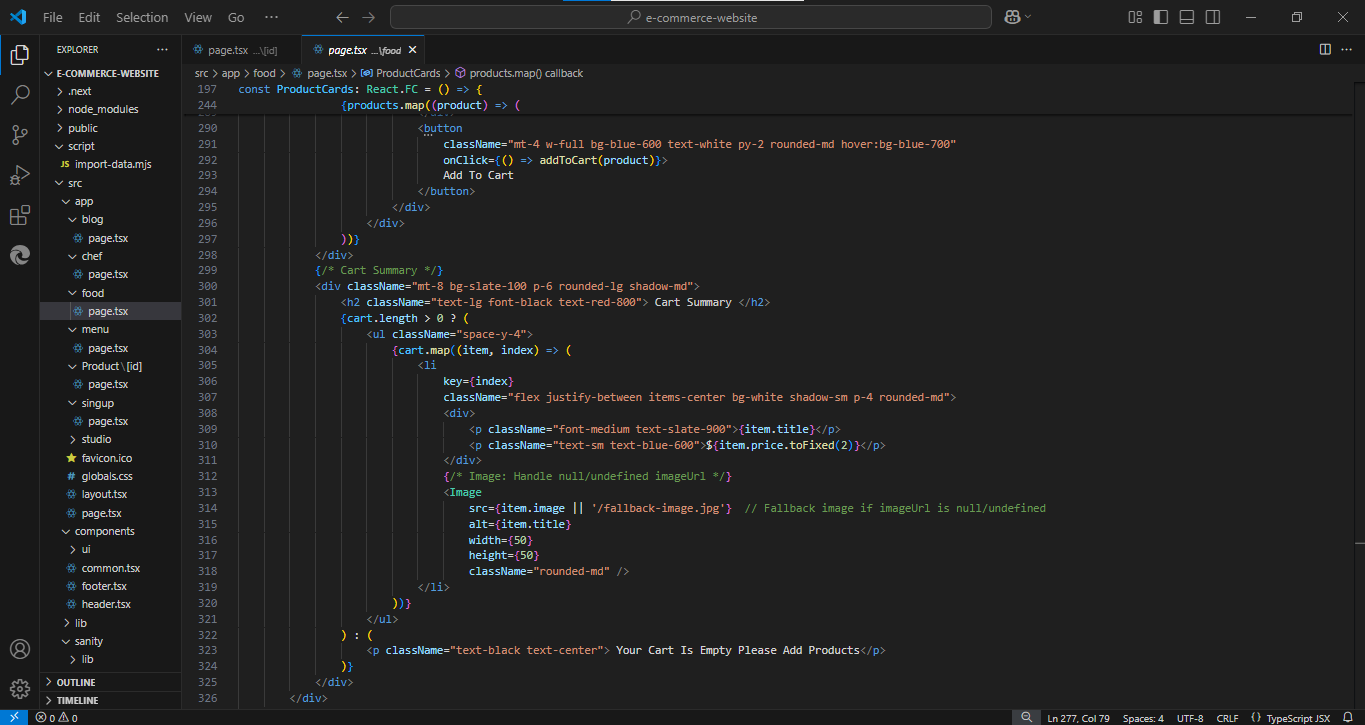 File Edit Selection View Go ···
e-commerce-website
EXPLORER ···
E-COMMERCE-WEBSITE
.next
node_modules
public
script
JS import-data.mjs
src
app
blog
page.tsx
chef
page.tsx
food
page.tsx
menu
page.tsx
Product\[id]
page.tsx
singup
page.tsx
studio
favicon.ico
# globals.css
layout.tsx
page.tsx
components
ui
common.tsx
footer.tsx
header.tsx
lib
sanity
lib
OUTLINE
TIMELINE
page.tsx ...\[id]
page.tsx ...\food
src > app > food > page.tsx > ProductCards > products.map() callback
197 const ProductCards: React.FC = () => {
244 {products.map((product) => (
290 <button
291 className="mt-4 w-full bg-blue-600 text-white py-2 rounded-md hover:bg-blue-700"
292 onClick={() => addToCart(product)}>
293 Add To Cart
294 </button>
295 </div>
296 </div>
297 ))}
298 </div>
299 {/* Cart Summary */}
300 <div className="mt-8 bg-slate-100 p-6 rounded-lg shadow-md">
301 <h2 className="text-lg font-black text-red-800"> Cart Summary </h2>
302 {cart.length > 0 ? (
303 <ul className="space-y-4">
304 {cart.map((item, index) => (
305 <li
306 key={index}
307 className="flex justify-between items-center bg-white shadow-sm p-4 rounded-md">
308 <div>
309 <p className="font-medium text-slate-900">{item.title}</p>
310 <p className="text-sm text-blue-600">${item.price.toFixed(2)}</p>
311 </div>
312 {/* Image: Handle null/undefined imageUrl */}
313 <Image
314 src={item.image || '/fallback-image.jpg'} // Fallback image if imageUrl is null/undefined
315 alt={item.title}
316 width={50}
317 height={50}
318 className="rounded-md" />
319 </li>
320 ))}
321 </ul>
322 ) : (
323 <p className="text-black text-center"> Your Cart Is Empty Please Add Products</p>
324 )}
325 </div>
326 </div>
0 0
Ln 277, Col 79 Spaces: 4 UTF-8 CRLF {} TypeScript JSX